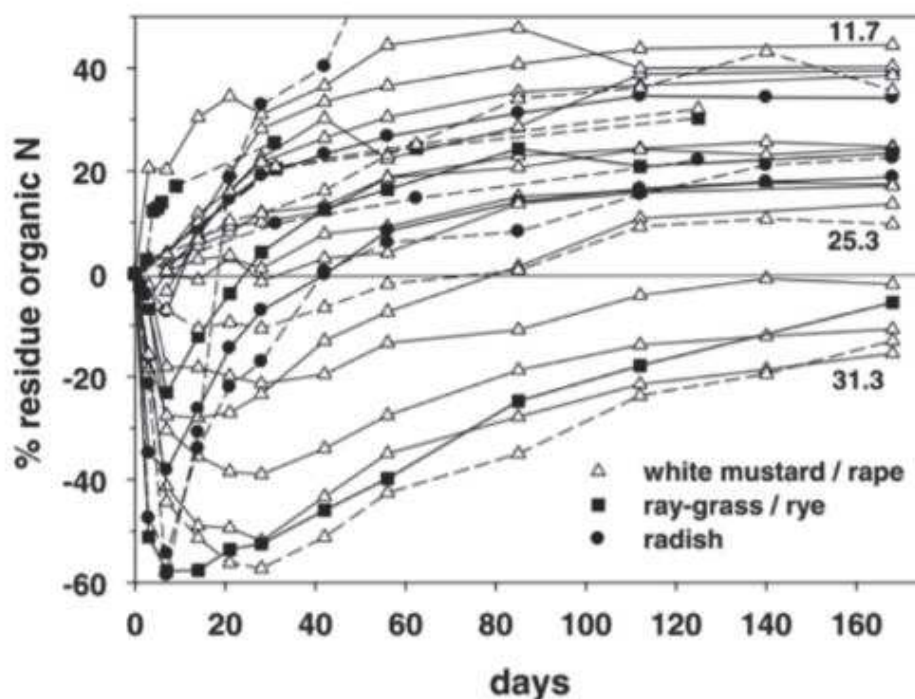 40
20
0
-20
-40
-60
% residue organic N
11.7
25.3
31.3
white mustard / rape
ray-grass / rye
radish
0 20 40 60 80 100 120 140 160
days